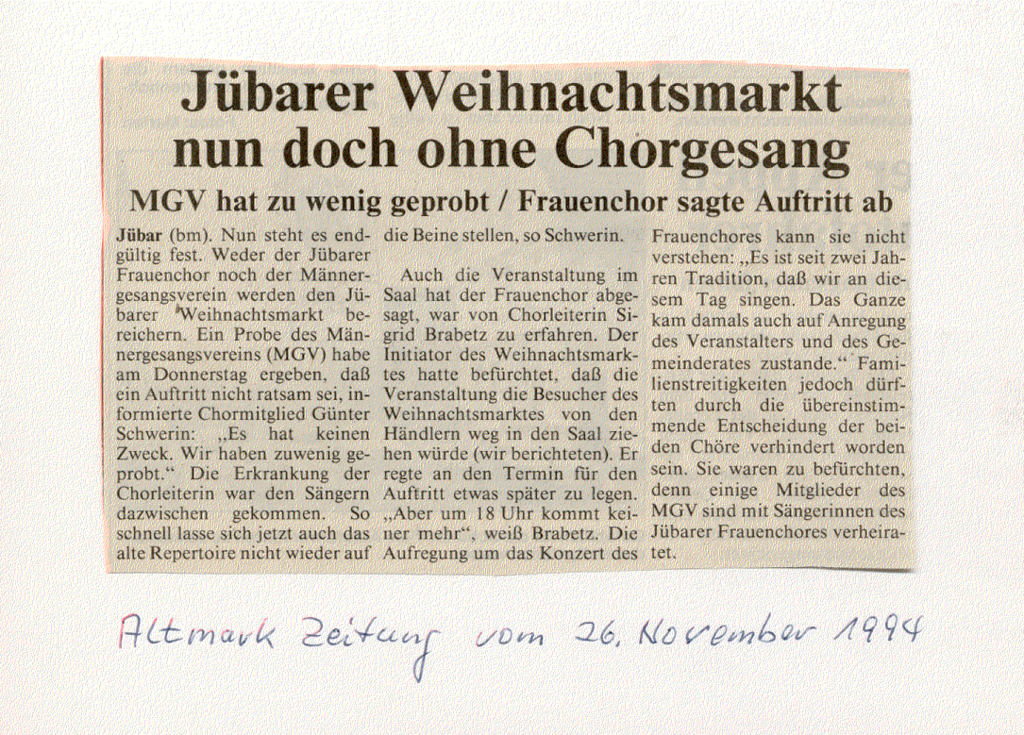 Jübarer Weihnachtsmarkt
nun doch ohne Chorgesang
MGV hat zu wenig geprobt / Frauenchor sagte Auftritt ab
Jübar (bm). Nun steht es end-
gültig fest. Weder der Jübarer
Frauenchor noch der Männer-
gesangsverein werden den Jü-
barer Weihnachtsmarkt be-
reichern. Ein Probe des Män-
nergesangsvereins (MGV) habe
am Donnerstag ergeben, daß
ein Auftritt nicht ratsam sei, in-
formierte Chormitglied Günter
Schwerin: „Es hat keinen
Zweck. Wir haben zuwenig ge-
probt.“ Die Erkrankung der
Chorleiterin war den Sängern
dazwischen gekommen. So
schnell lasse sich jetzt auch das
alte Repertoire nicht wieder auf
die Beine stellen, so Schwerin.
Auch die Veranstaltung im
Saal hat der Frauenchor abge-
sagt, war von Chorleiterin Si-
grid Brabetz zu erfahren. Der
Initiator des Weihnachtsmark-
tes hatte befürchtet, daß die
Veranstaltung die Besucher des
Weihnachtsmarktes von den
Händlern weg in den Saal zie-
hen würde (wir berichteten). Er
regte an den Termin für den
Auftritt etwas später zu legen.
„Aber um 18 Uhr kommt kei-
ner mehr“, weiß Brabetz. Die
Aufregung um das Konzert des
Frauenchores kann sie nicht
verstehen: „Es ist seit zwei Jah-
ren Tradition, daß wir an die-
sem Tag singen. Das Ganze
kam damals auch auf Anregung
des Veranstalters und des Ge-
meinderates zustande.“ Fami-
lienstreitigkeiten jedoch dürf-
ten durch die übereinstim-
mende Entscheidung der bei-
den Chöre verhindert worden
sein. Sie waren zu befürchten,
denn einige Mitglieder des
MGV sind mit Sängerinnen des
Jübarer Frauenchores verheira-
tet.
Altmark Zeitung vom 26. November 1994